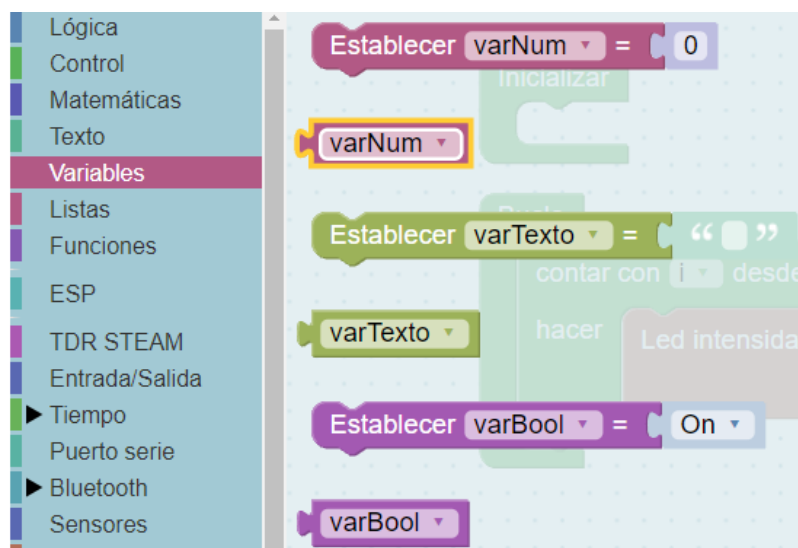 Lógica
Control
Matemáticas
Texto
Variables
Listas
Funciones
ESP
TDR STEAM
Entrada/Salida
Tiempo
Puerto serie
Bluetooth
Sensores
Establecer varNum = 0
Inicializar
varNum
Establecer varTexto = “ ”
contar con i desde
varTexto
hacer Led intensida
Establecer varBool = On
varBool